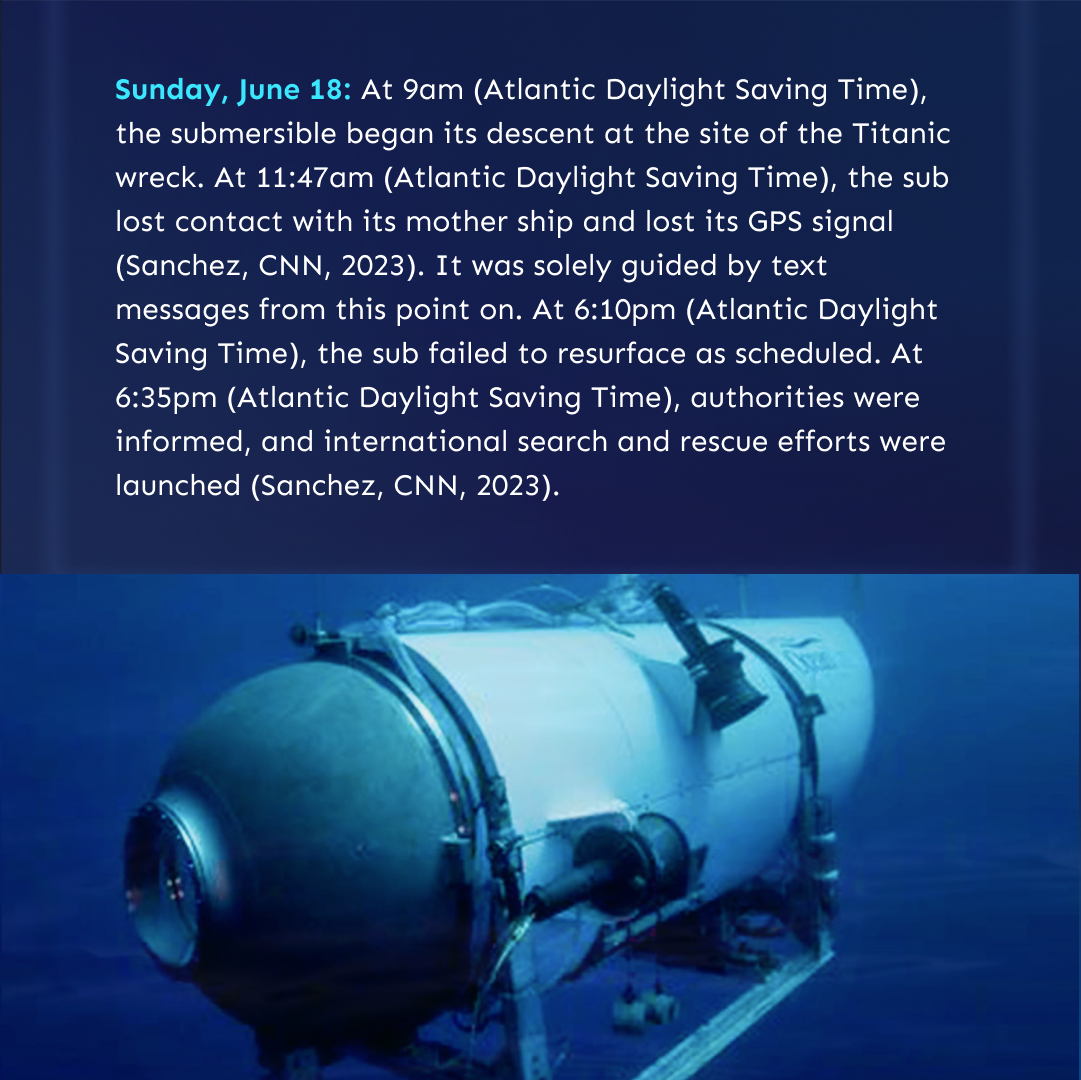 Sunday, June 18: At 9am (Atlantic Daylight Saving Time),
the submersible began its descent at the site of the Titanic
wreck. At 11:47am (Atlantic Daylight Saving Time), the sub
lost contact with its mother ship and lost its GPS signal
(Sanchez, CNN, 2023). It was solely guided by text
messages from this point on. At 6:10pm (Atlantic Daylight
Saving Time), the sub failed to resurface as scheduled. At
6:35pm (Atlantic Daylight Saving Time), authorities were
informed, and international search and rescue efforts were
launched (Sanchez, CNN, 2023).